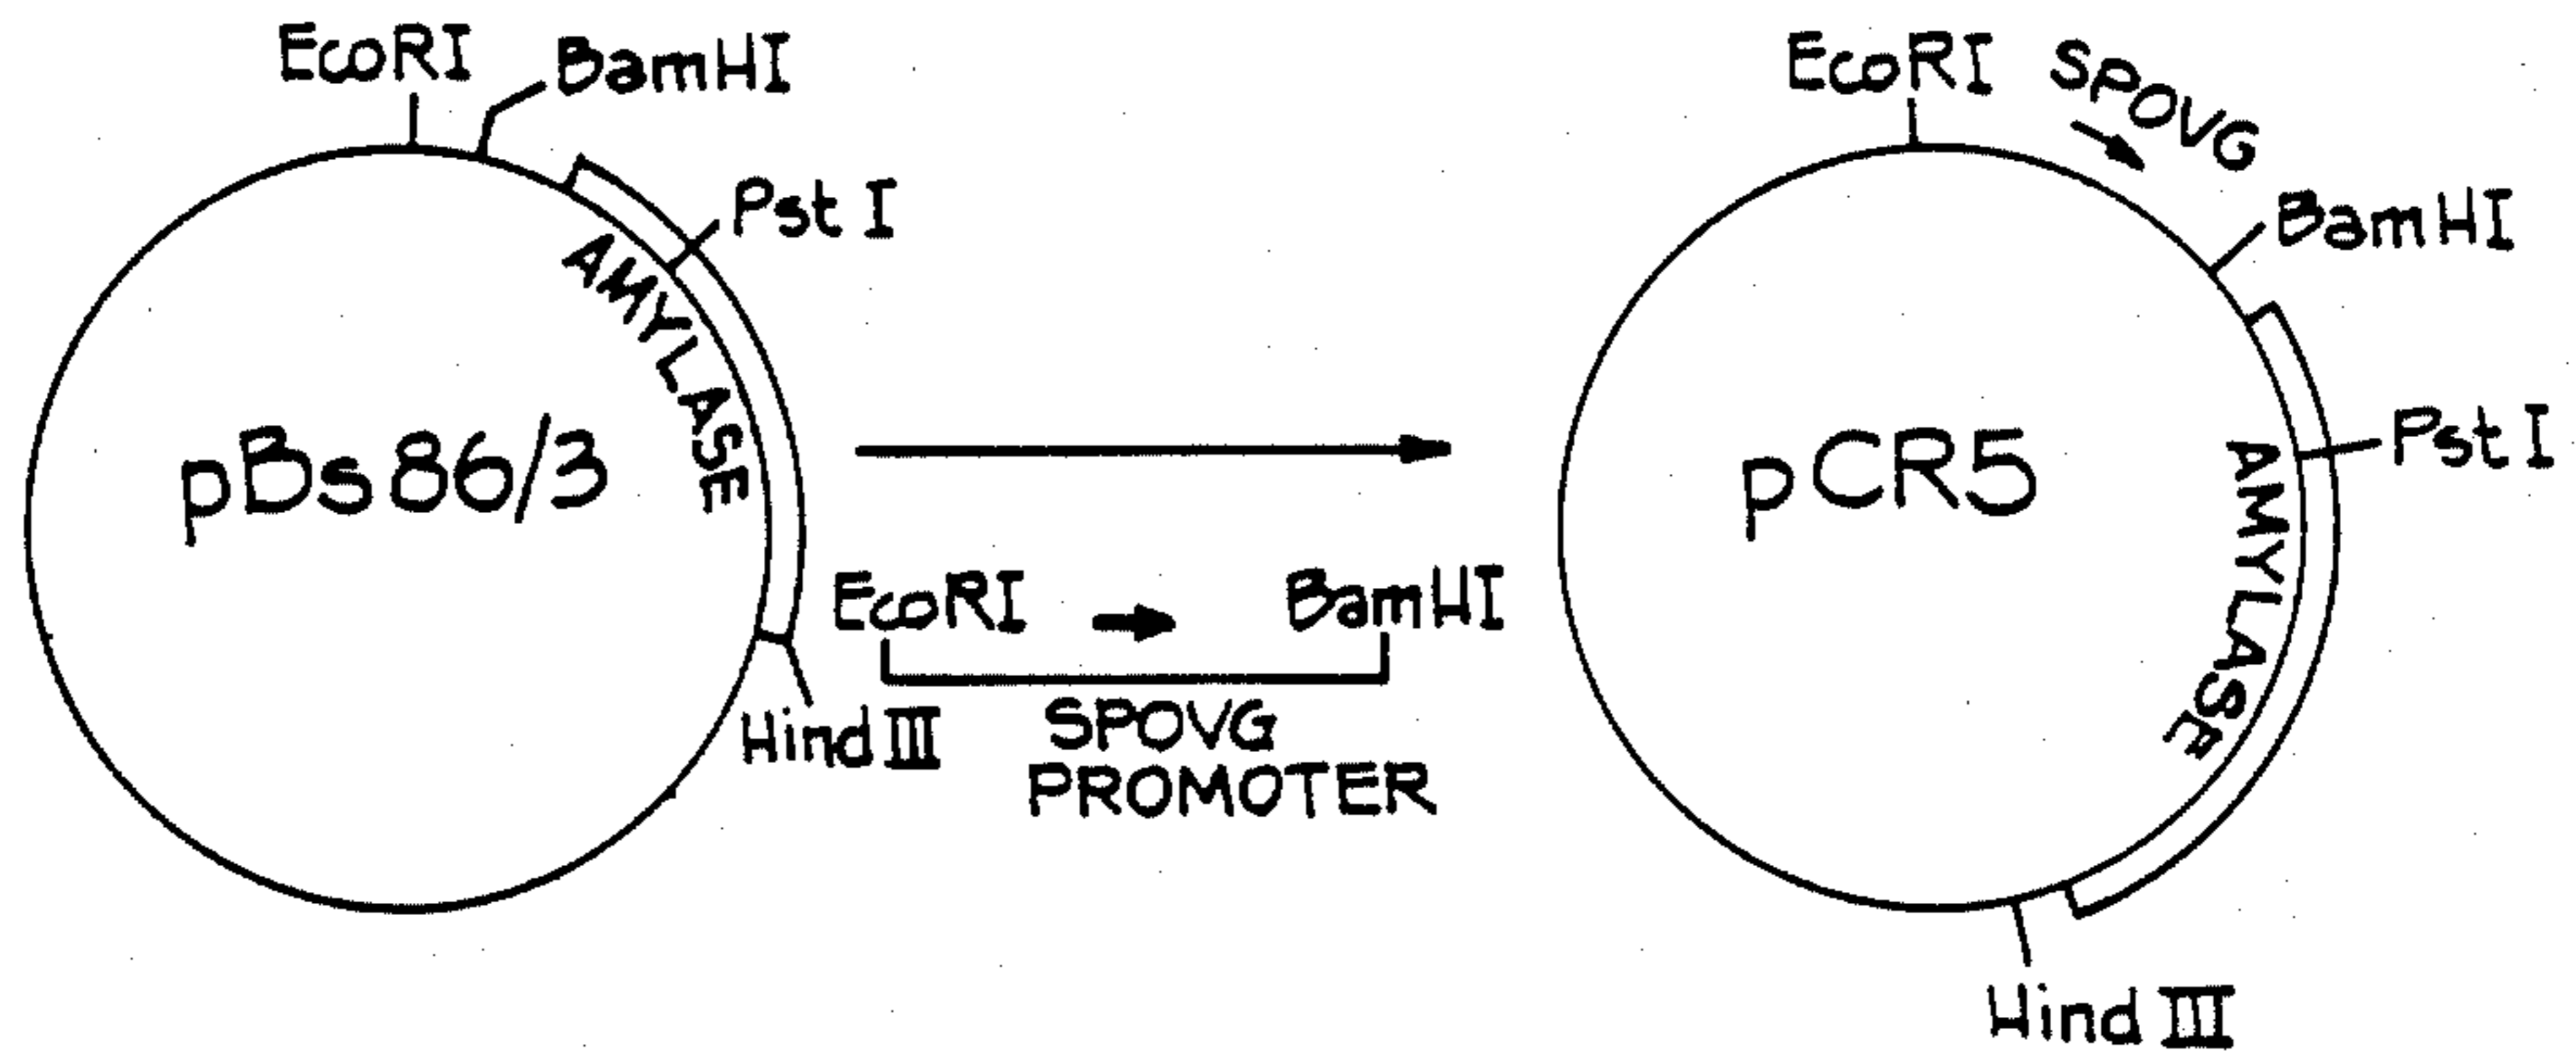 EcoRI
BamHI
Pst I
AMYLASE
pBs86/3
Hind III
EcoRI
BamHI
SPOVG
PROMOTER
EcoRI
SPOVG
BamHI
Pst I
AMYLASE
pCR5
Hind III